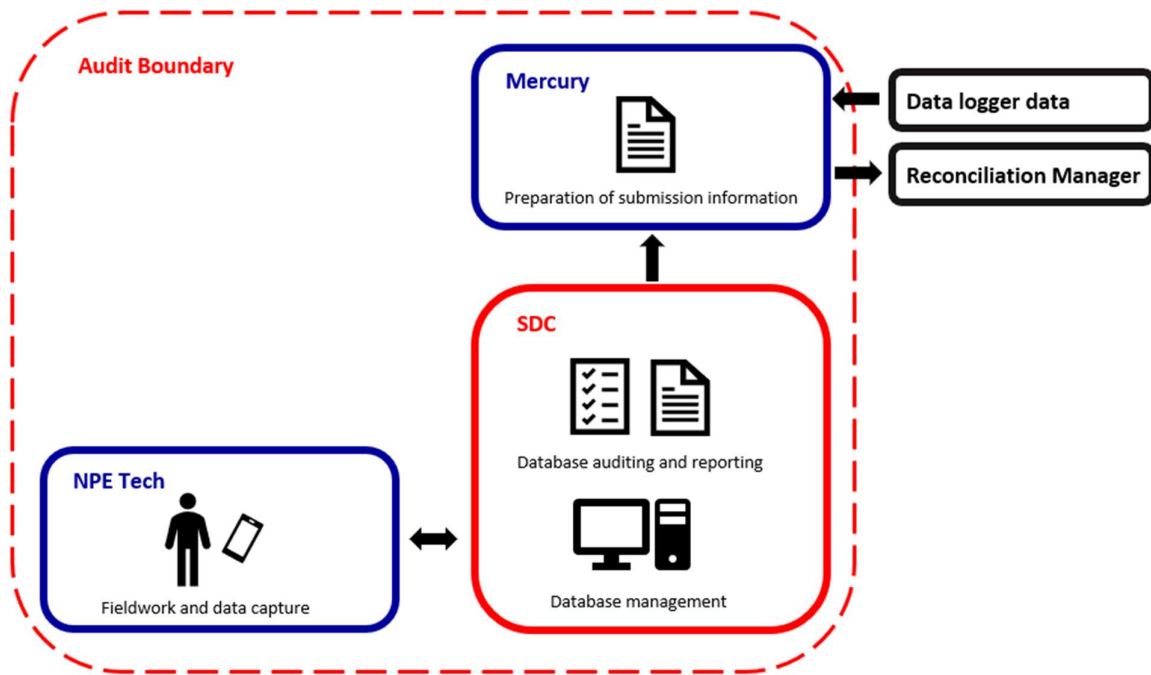 Audit Boundary
Mercury
Preparation of submission information
Data logger data
Reconciliation Manager
SDC
Database auditing and reporting
Database management
NPE Tech
Fieldwork and data capture